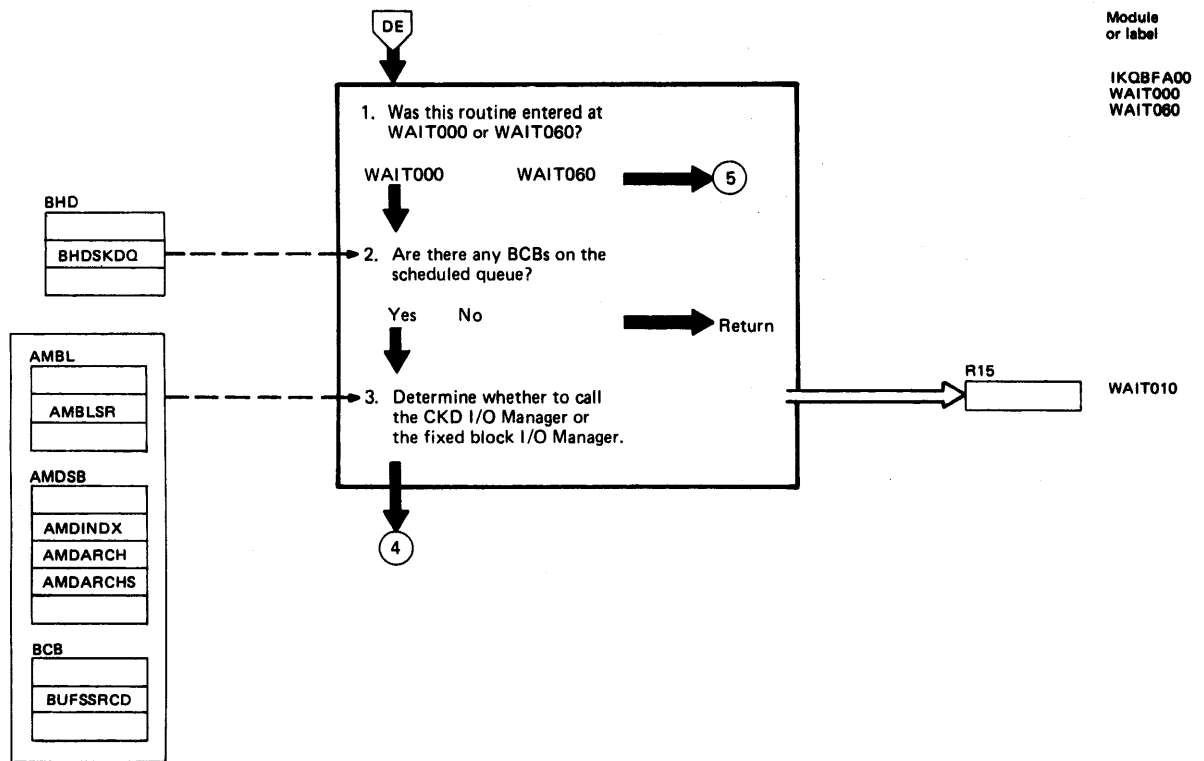 DE
Module
or label
IKQBFA00
WAIT000
WAIT060
1. Was this routine entered at
WAIT000 or WAIT060?
WAIT000 WAIT060 5
BHD
BHDSKDQ
2. Are there any BCBs on the
scheduled queue?
Yes No Return
AMBL
AMBLSR
3. Determine whether to call
the CKD I/O Manager or
the fixed block I/O Manager.
R15
WAIT010
AMDSB
AMDINDX
AMDARCH
AMDARCHS
4
BCB
BUFSSRCD